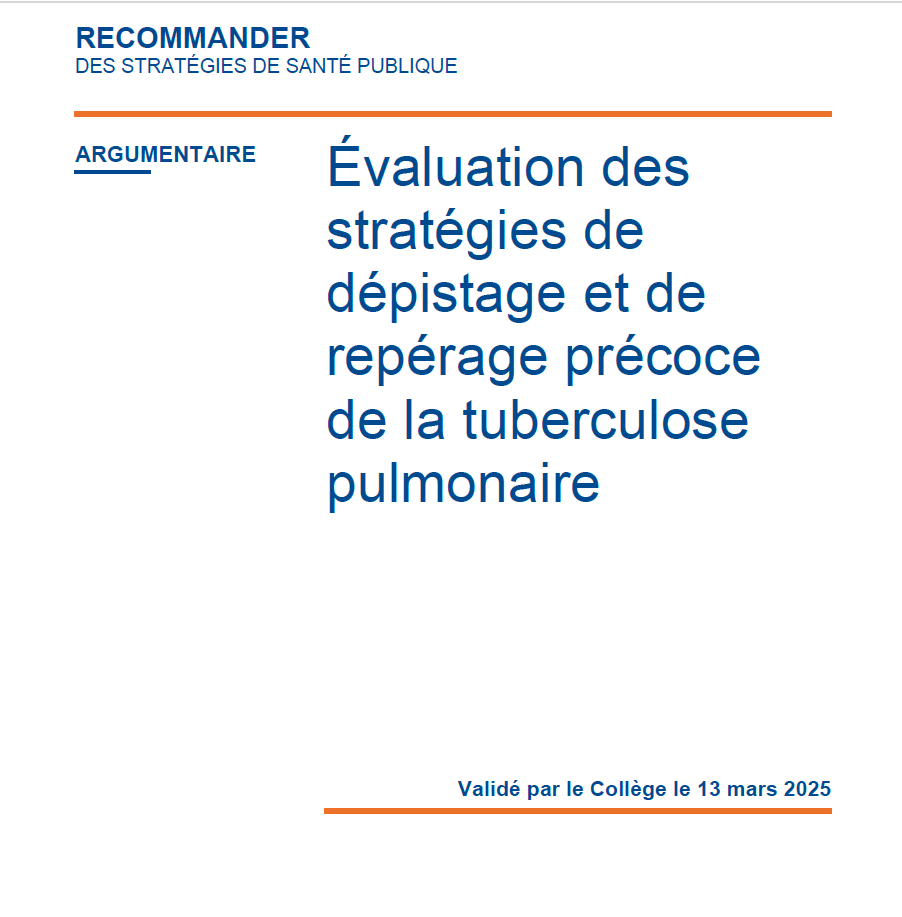 RECOMMANDER
DES STRATÉGIES DE SANTÉ PUBLIQUE
ARGUMENTAIRE
Évaluation des
stratégies de
dépistage et de
repérage précoce
de la tuberculose
pulmonaire
Validé par le Collège le 13 mars 2025